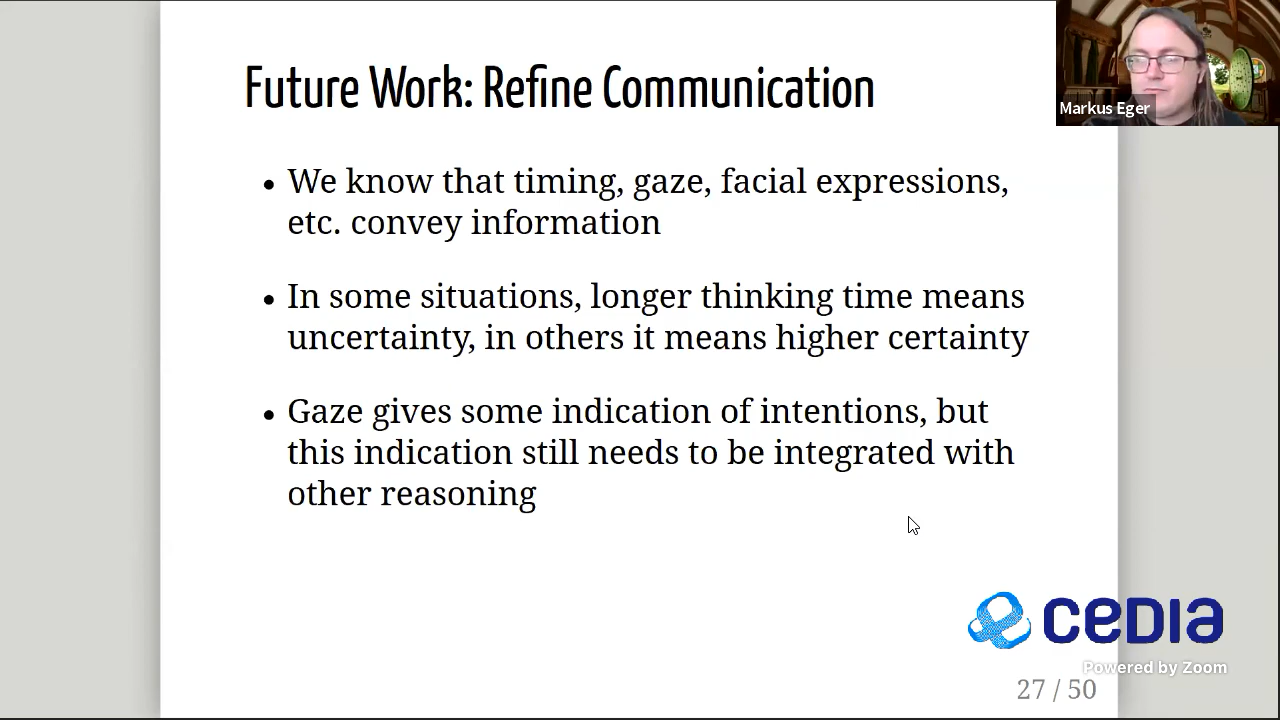 Future Work: Refine Communication
Markus Eger
• We know that timing, gaze, facial expressions,
etc. convey information
• In some situations, longer thinking time means
uncertainty, in others it means higher certainty
• Gaze gives some indication of intentions, but
this indication still needs to be integrated with
other reasoning
CEDIA
Powered by Zoom
27 / 50